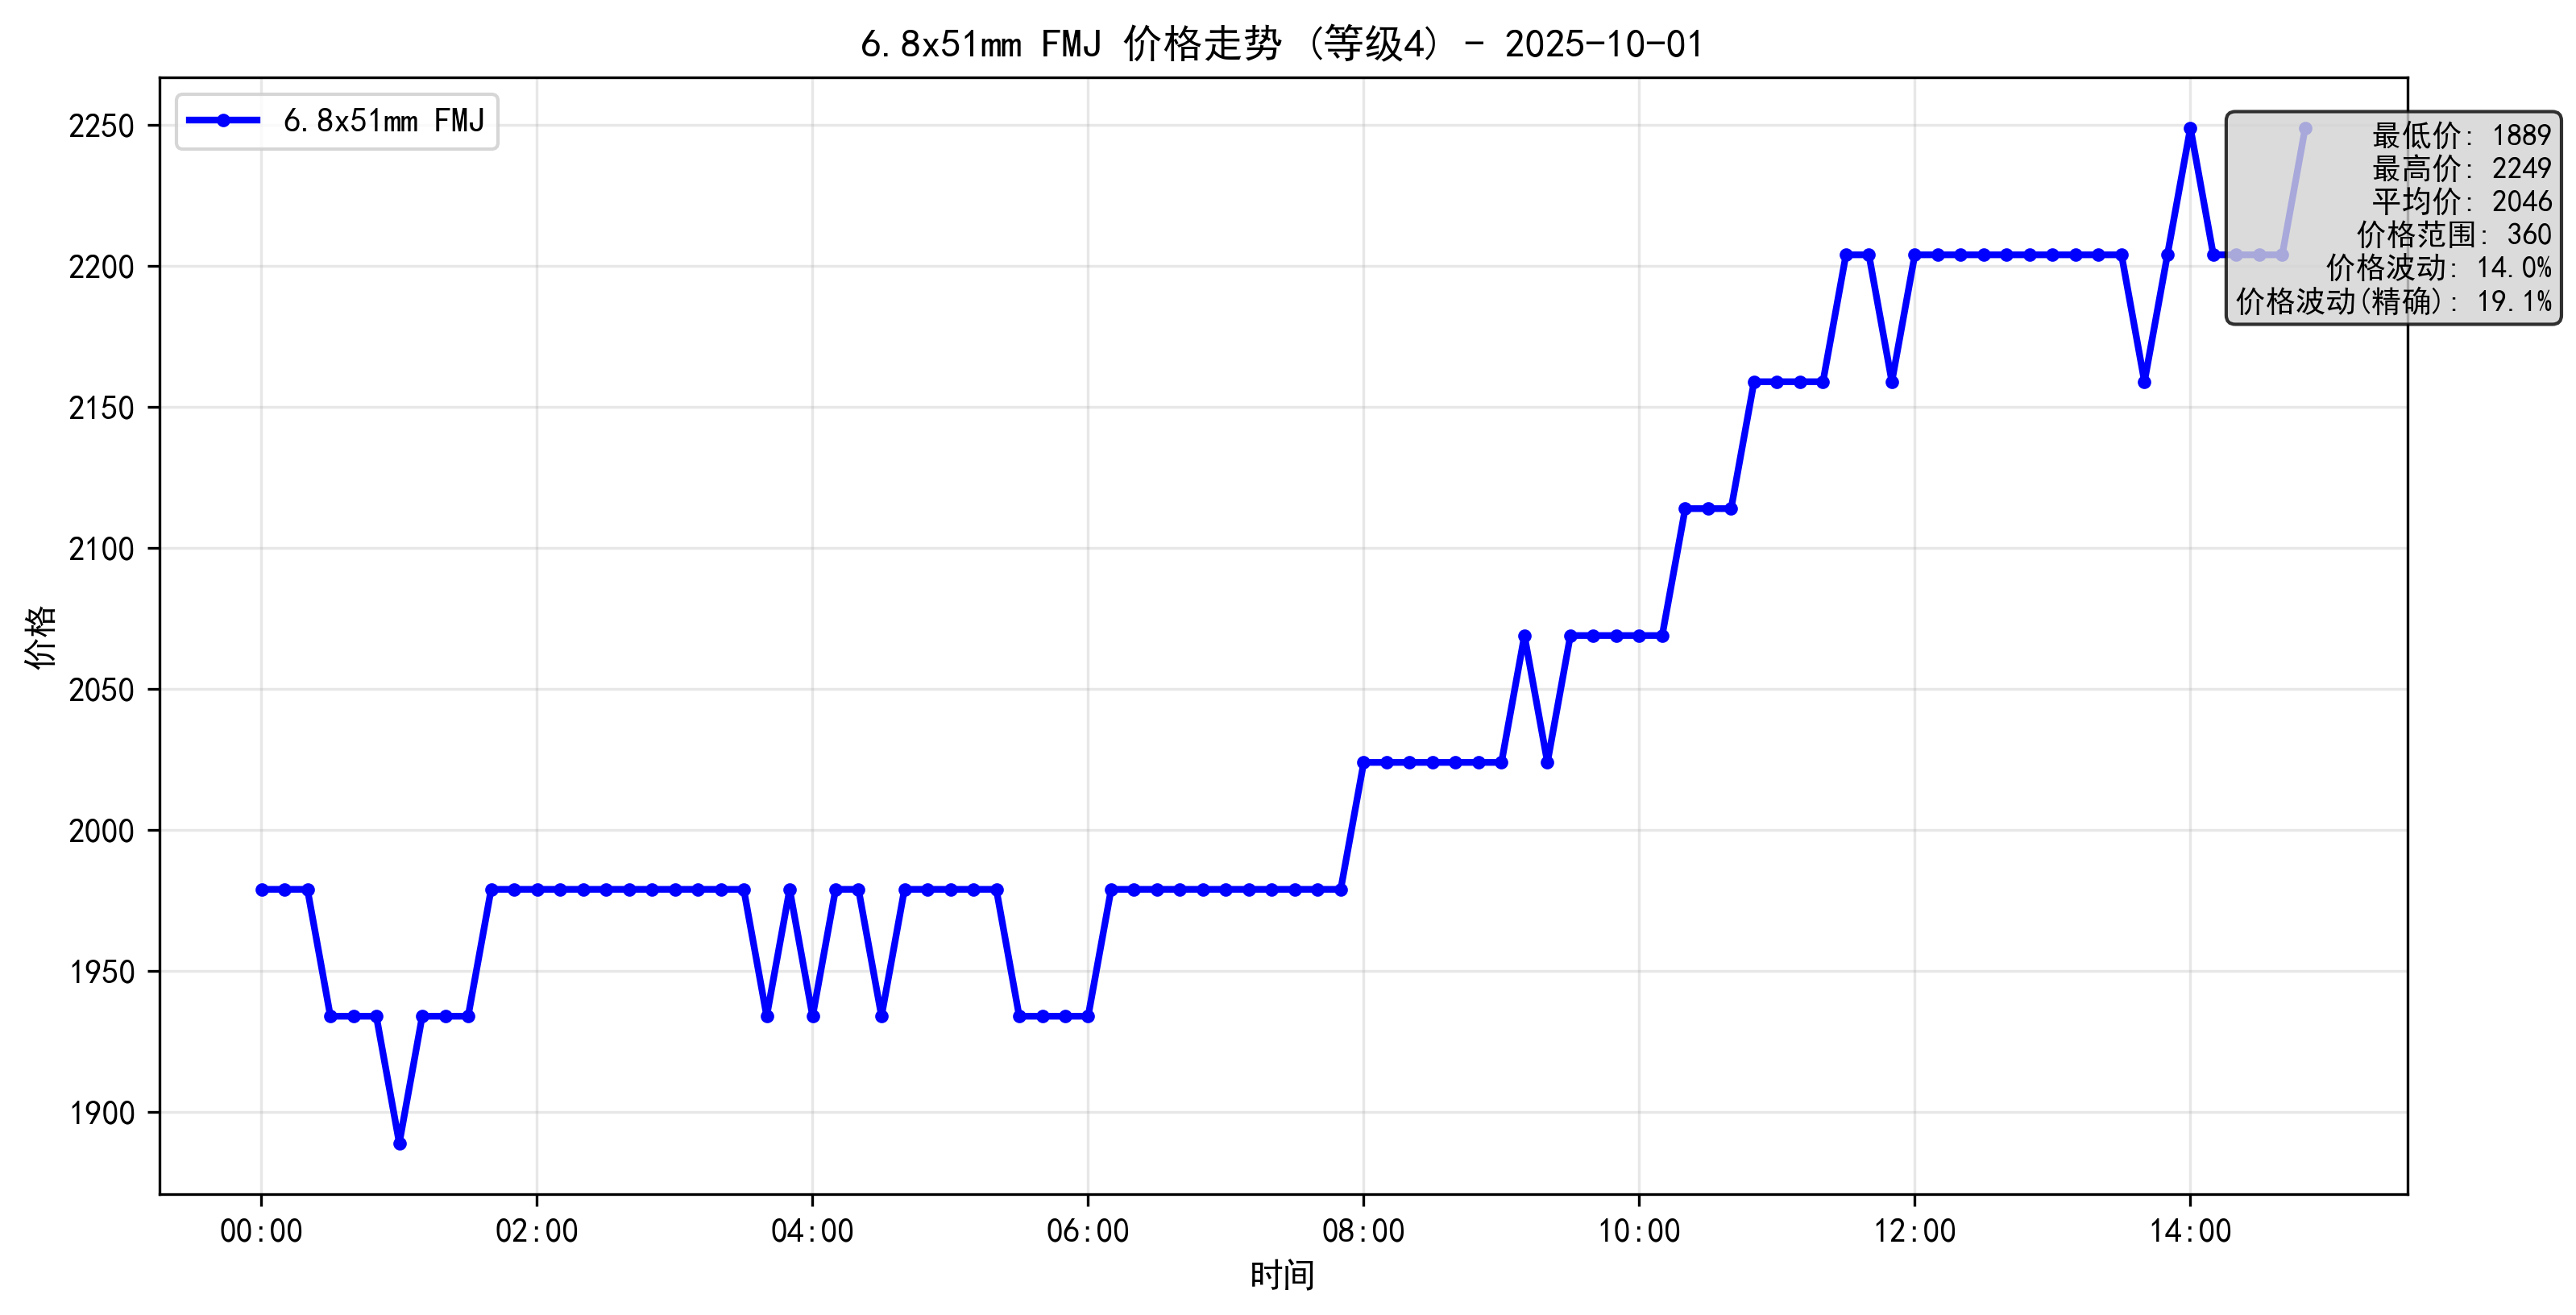 6.8x51mm FMJ 价格走势 (等级4) - 2025-10-01
6.8x51mm FMJ
最低价: 1889
最高价: 2249
平均价: 2046
价格范围: 360
价格波动: 14.0%
价格波动(精确): 19.1%
价格
2250
2200
2150
2100
2050
2000
1950
1900
00:00 02:00 04:00 06:00 08:00 10:00 12:00 14:00
时间